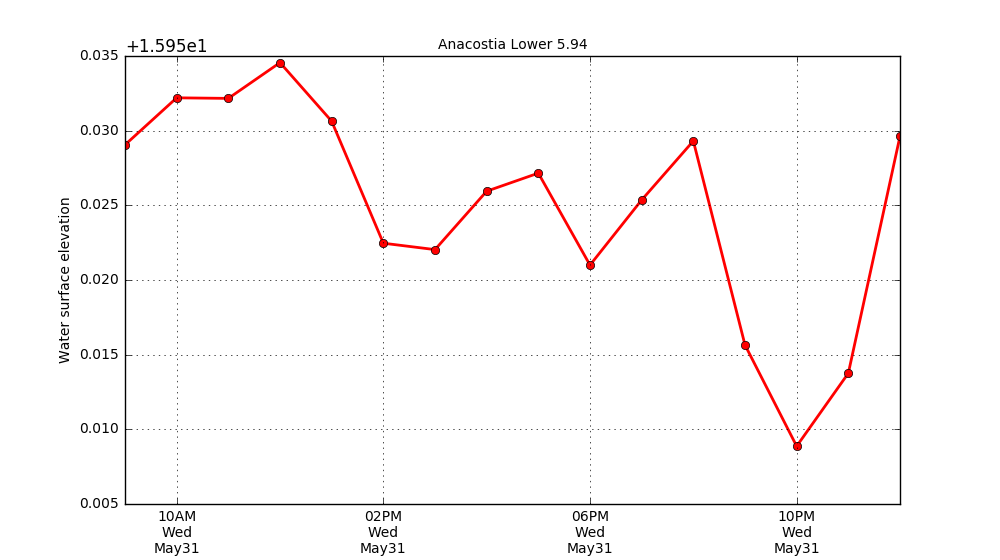 +1.595e1
Anacostia Lower 5.94
0.035
0.030
0.025
0.020
0.015
0.010
0.005
Water surface elevation
10AM
Wed
May31
02PM
Wed
May31
06PM
Wed
May31
10PM
Wed
May31